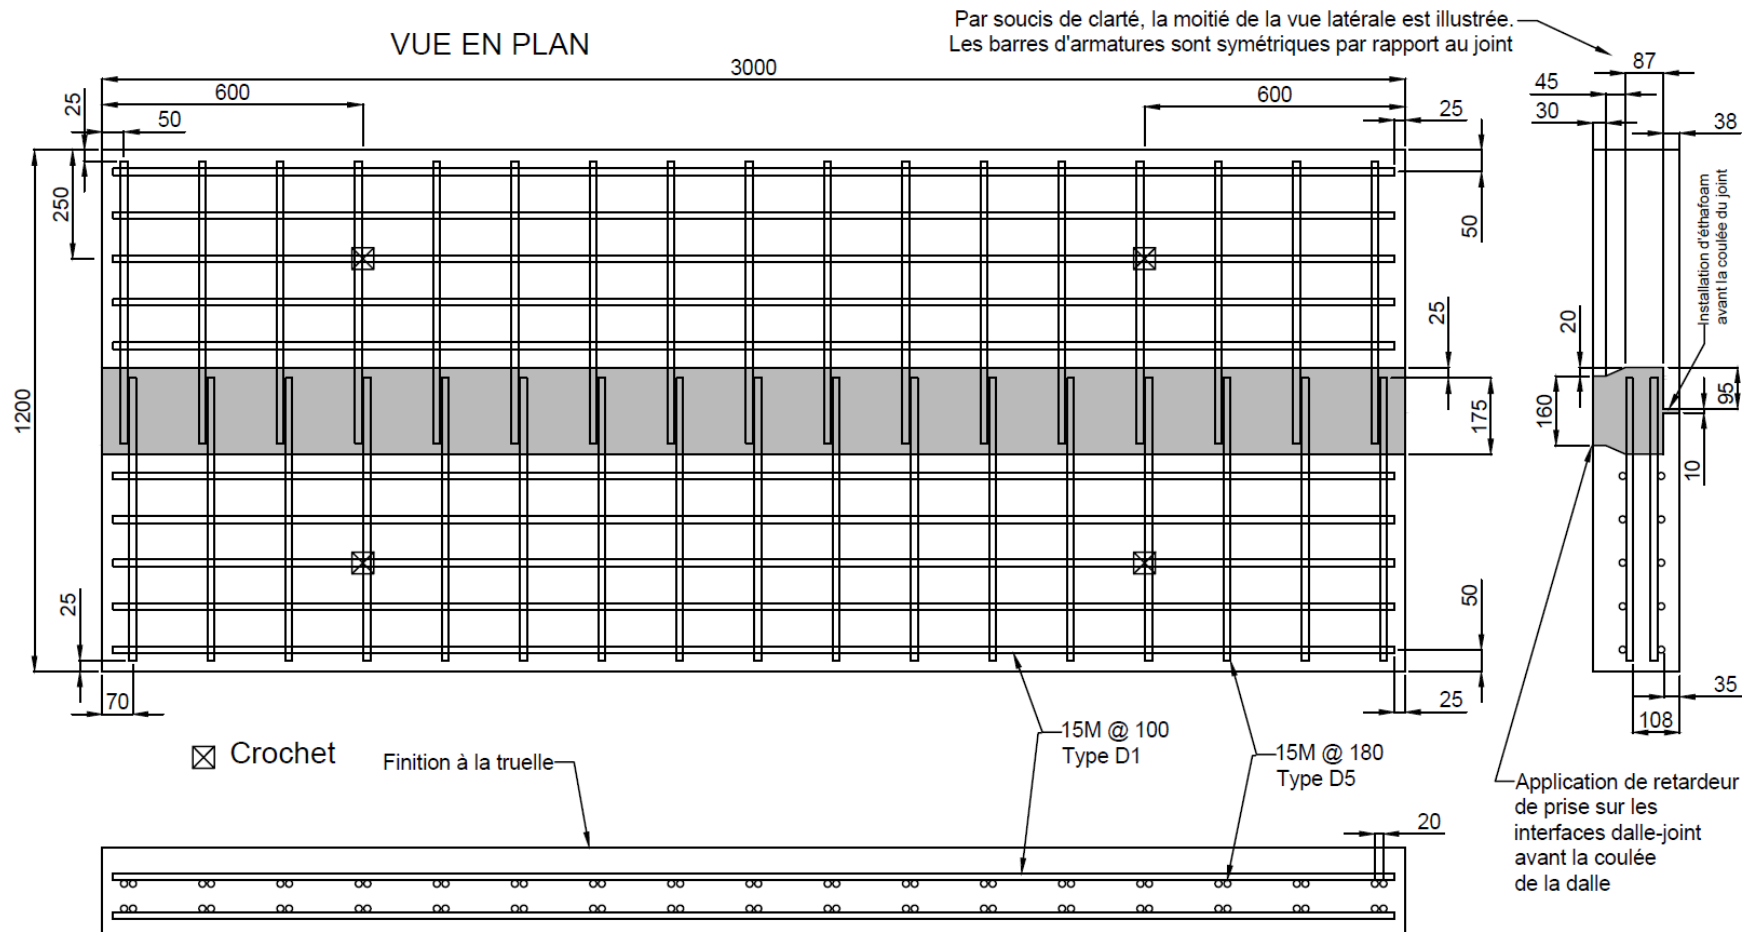 Par soucis de clarté, la moitié de la vue latérale est illustrée.
Les barres d'armatures sont symétriques par rapport au joint
VUE EN PLAN
3000
87
600
600
45
25
50
25
30
38
250
50
Installation d'éthafoam
avant la coulée du joint
25
20
1200
175
160
95
10
25
50
70
25
35
108
15M @ 100
Type D1
15M @ 180
Type D5
Crochet
Finition à la truelle
20
Application de retardeur
de prise sur les
interfaces dalle-joint
avant la coulée
de la dalle